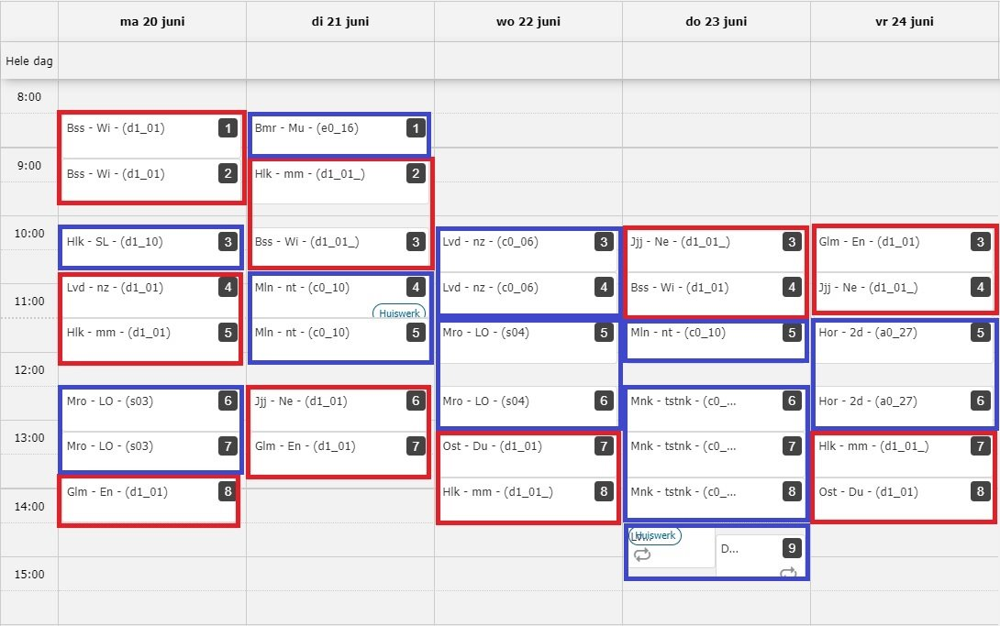 ma 20 juni
di 21 juni
wo 22 juni
do 23 juni
vr 24 juni
Hele dag
8:00
9:00
10:00
11:00
12:00
13:00
14:00
15:00
Bss - Wi - (d1_01) 1
Bss - Wi - (d1_01) 2
Hlk - SL - (d1_10) 3
Lvd - nz - (d1_01) 4
Hlk - mm - (d1_01) 5
Mro - LO - (s03) 6
Mro - LO - (s03) 7
Glm - En - (d1_01) 8
Bmr - Mu - (e0_16) 1
Hlk - mm - (d1_01_) 2
Bss - Wi - (d1_01_) 3
Mln - nt - (c0_10) 4
Huiswerk
Mln - nt - (c0_10) 5
Jjj - Ne - (d1_01) 6
Glm - En - (d1_01) 7
Lvd - nz - (c0_06) 3
Lvd - nz - (c0_06) 4
Mro - LO - (s04) 5
Mro - LO - (s04) 6
Ost - Du - (d1_01) 7
Hlk - mm - (d1_01_) 8
Jjj - Ne - (d1_01_) 3
Bss - Wi - (d1_01) 4
Mln - nt - (c0_10) 5
Mnk - tstnk - (c0_... 6
Mnk - tstnk - (c0_... 7
Mnk - tstnk - (c0_... 8
Huiswerk
D... 9
Glm - En - (d1_01) 3
Jjj - Ne - (d1_01_) 4
Hor - 2d - (a0_27) 5
Hor - 2d - (a0_27) 6
Hlk - mm - (d1_01_) 7
Ost - Du - (d1_01) 8